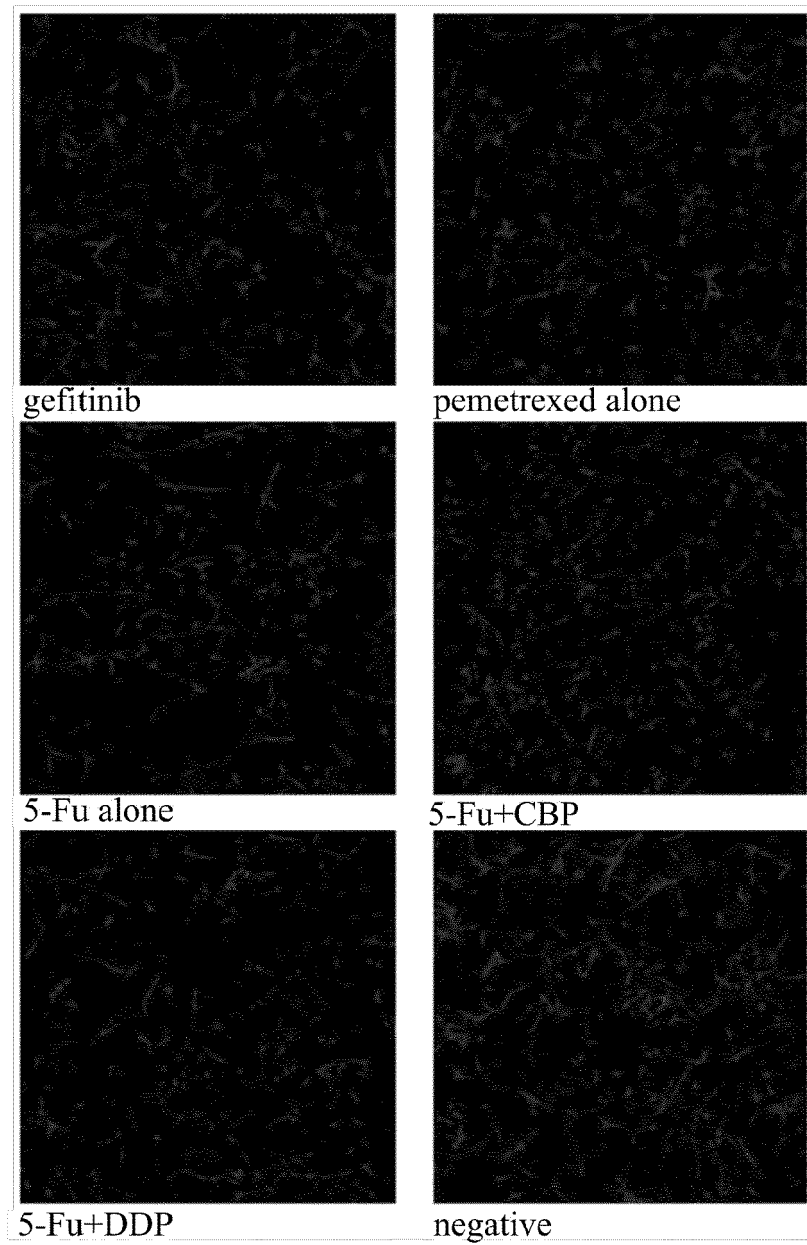 gefitinib
pemetrexed alone
5-Fu alone
5-Fu+CBP
5-Fu+DDP
negative